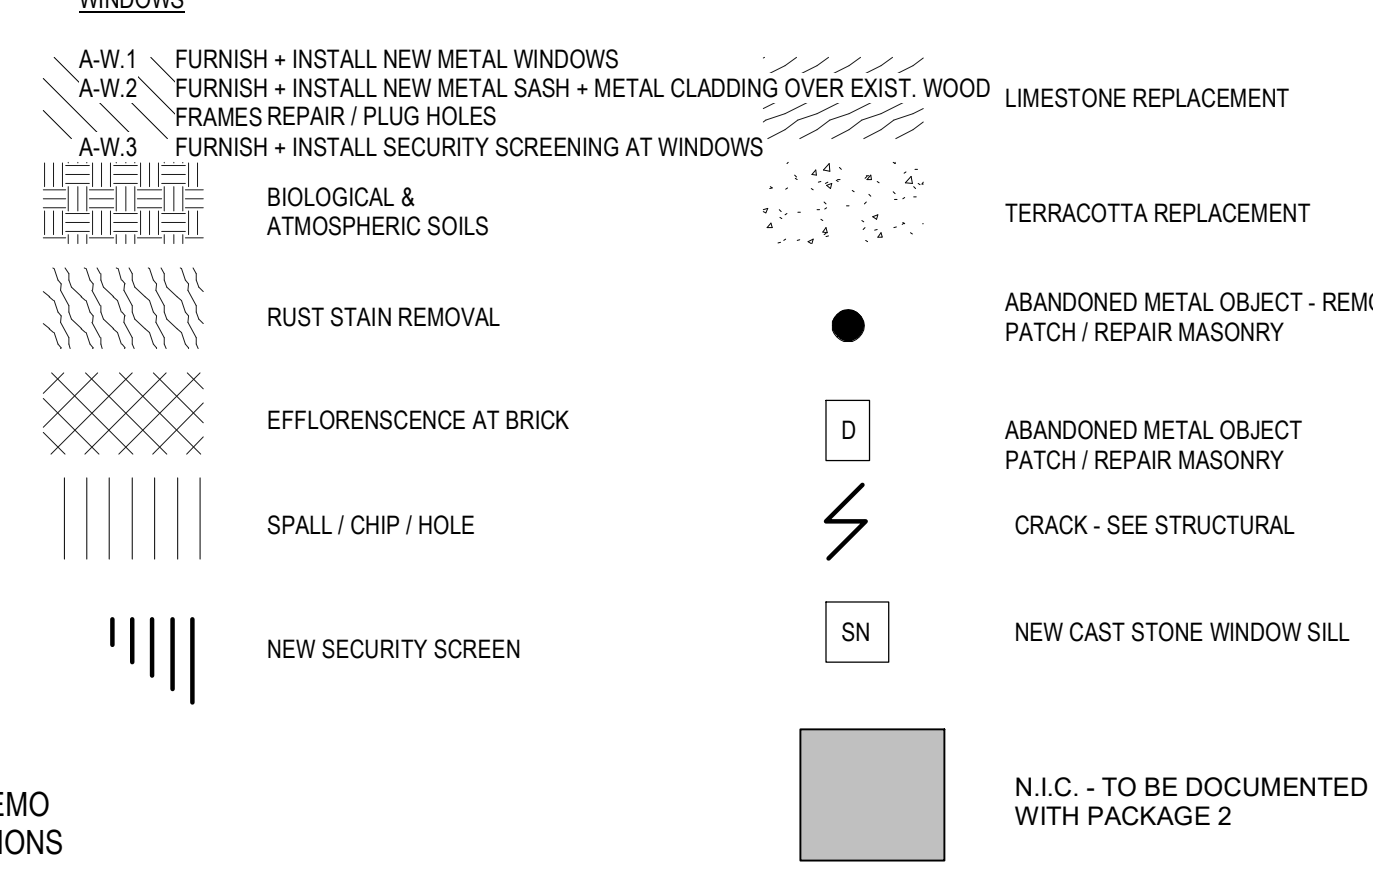 WINDOWS
A-W.1 FURNISH + INSTALL NEW METAL WINDOWS
A-W.2 FURNISH + INSTALL NEW METAL SASH + METAL CLADDING OVER EXIST. WOOD
FRAMES
REPAIR / PLUG HOLES
A-W.3 FURNISH + INSTALL SECURITY SCREENING AT WINDOWS
BIOLOGICAL &
ATMOSPHERIC SOILS
RUST STAIN REMOVAL
EFFLORENSCENCE AT BRICK
SPALL / CHIP / HOLE
NEW SECURITY SCREEN
LIMESTONE REPLACEMENT
TERRACOTTA REPLACEMENT
ABANDONED METAL OBJECT -
PATCH / REPAIR MASONRY
D
ABANDONED METAL OBJECT
PATCH / REPAIR MASONRY
CRACK - SEE STRUCTURAL
SN
NEW CAST STONE WINDOW SILL
N.I.C. - TO BE DOCUMENTED
WITH PACKAGE 2